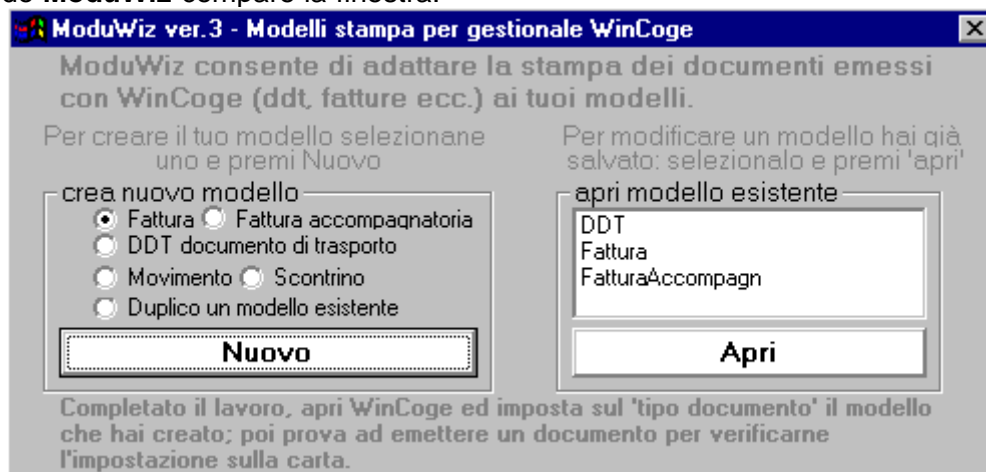 ModuWiz compare la finestra:
ModuWiz ver.3 - Modelli stampa per gestionale WinCoge
ModuWiz consente di adattare la stampa dei documenti emessi
con WinCoge (ddt, fatture ecc.) ai tuoi modelli.
Per creare il tuo modello selezionane
uno e premi Nuovo
Per modificare un modello hai già
salvato: selezionalo e premi 'apri'
crea nuovo modello
Fattura Fattura accompagnatoria
DDT documento di trasporto
Movimento Scontrino
Duplico un modello esistente
Nuovo
apri modello esistente
DDT
Fattura
FatturaAccompagn
Apri
Completato il lavoro, apri WinCoge ed imposta sul 'tipo documento' il modello
che hai creato; poi prova ad emettere un documento per verificarne
l'impostazione sulla carta.